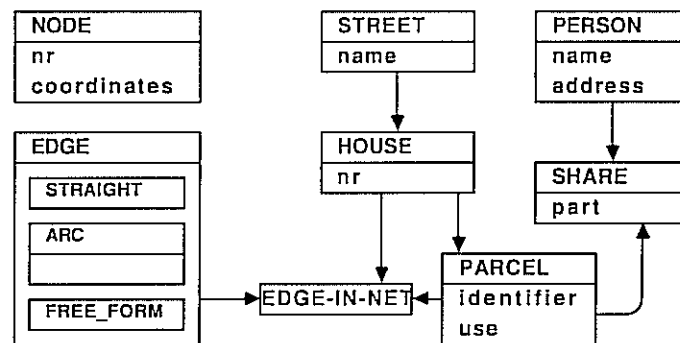 NODE
nr
coordinates
STREET
name
PERSON
name
address
EDGE
STRAIGHT
ARC
FREE_FORM
HOUSE
nr
SHARE
part
EDGE-IN-NET
PARCEL
identifier
use